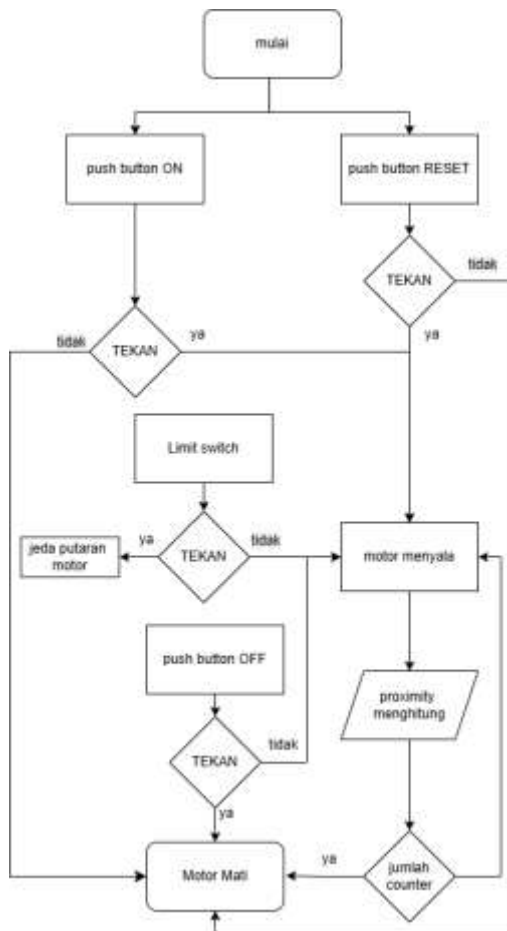 mulai
push button ON
push button RESET
TEKAN
tidak
ya
tidak
TEKAN
ya
Limit switch
jeda putaran
motor
ya
TEKAN
tidak
motor menyala
push button OFF
proximity
menghitung
TEKAN
tidak
ya
Motor Mati
ya
jumlah
counter